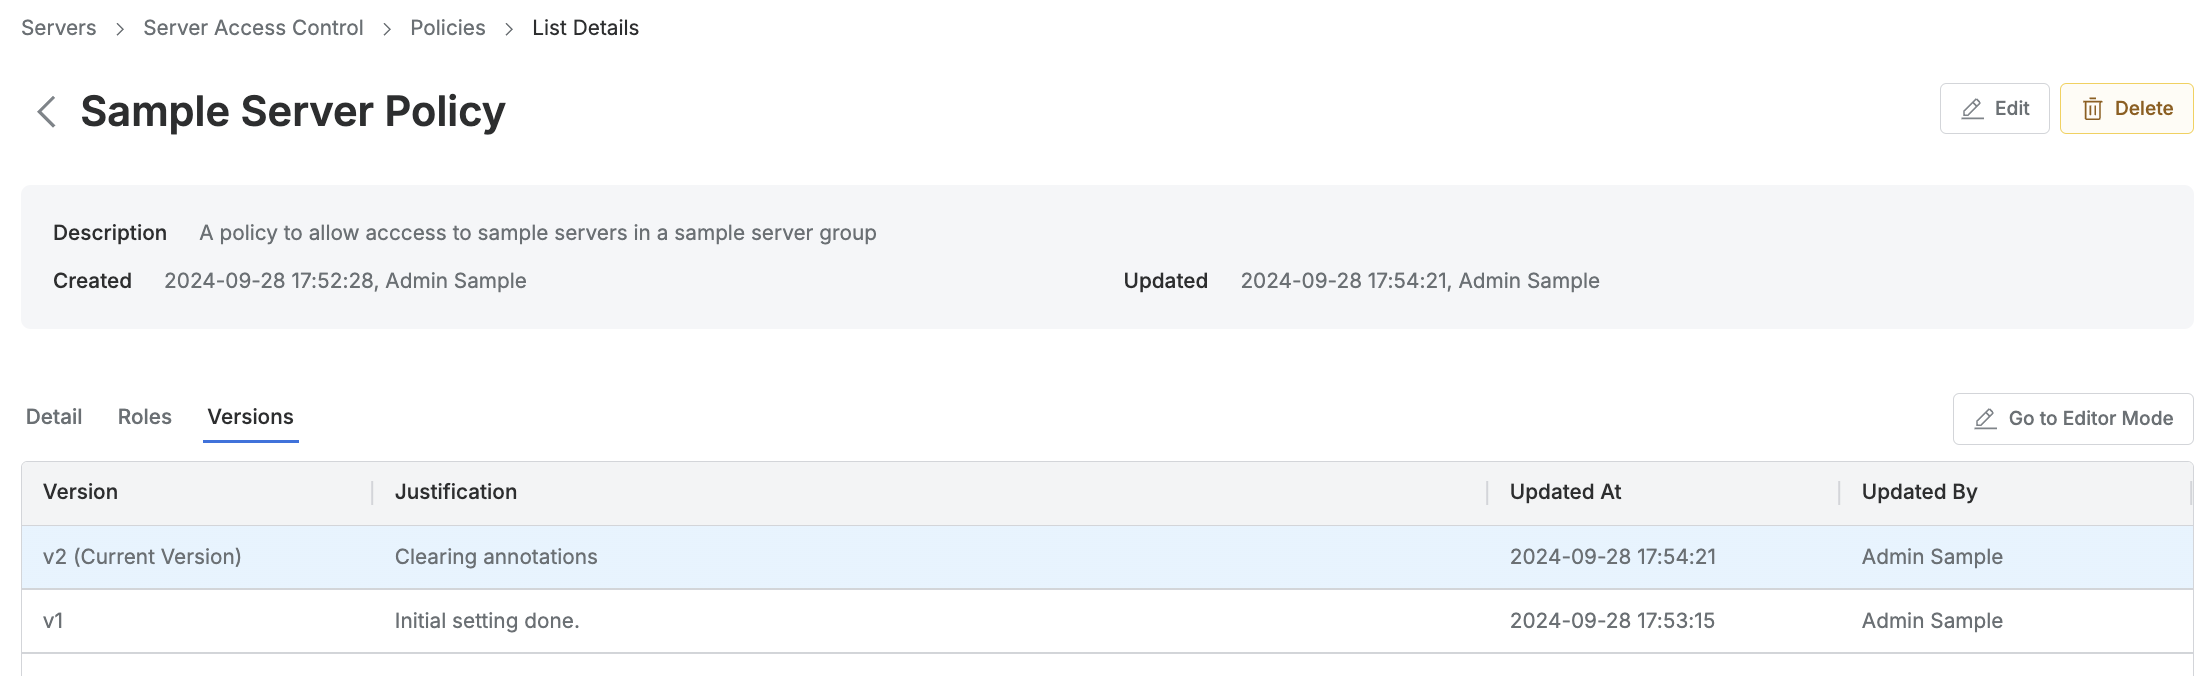 Servers > Server Access Control > Policies > List Details
Sample Server Policy
Edit
Delete
Description A policy to allow acccess to sample servers in a sample server group
Created 2024-09-28 17:52:28, Admin Sample
Updated 2024-09-28 17:54:21, Admin Sample
Detail Roles Versions
Go to Editor Mode
Version Justification Updated At Updated By
v2 (Current Version) Clearing annotations 2024-09-28 17:54:21 Admin Sample
v1 Initial setting done. 2024-09-28 17:53:15 Admin Sample